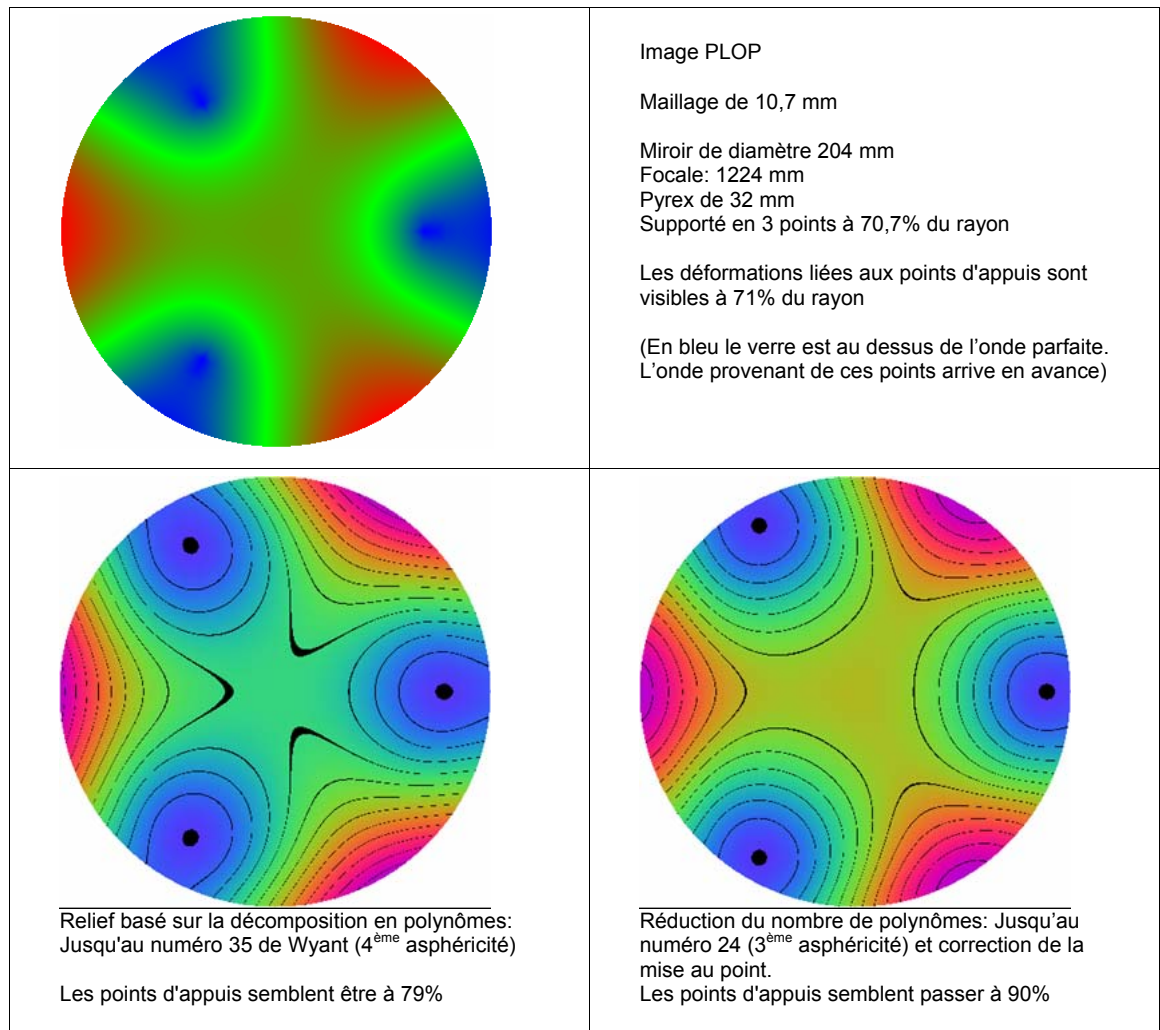 Image PLOP
Maillage de 10,7 mm
Miroir de diamètre 204 mm
Focale: 1224 mm
Pyrex de 32 mm
Supporté en 3 points à 70,7% du rayon
Les déformations liées aux points d'appuis sont
visibles à 71% du rayon
(En bleu le verre est au dessus de l’onde parfaite.
L’onde provenant de ces points arrive en avance)
Relief basé sur la décomposition en polynômes:
Jusqu'au numéro 35 de Wyant (4ème asphéricité)
Les points d'appuis semblent être à 79%
Réduction du nombre de polynômes: Jusqu’au
numéro 24 (3ème asphéricité) et correction de la
mise au point.
Les points d'appuis semblent passer à 90%